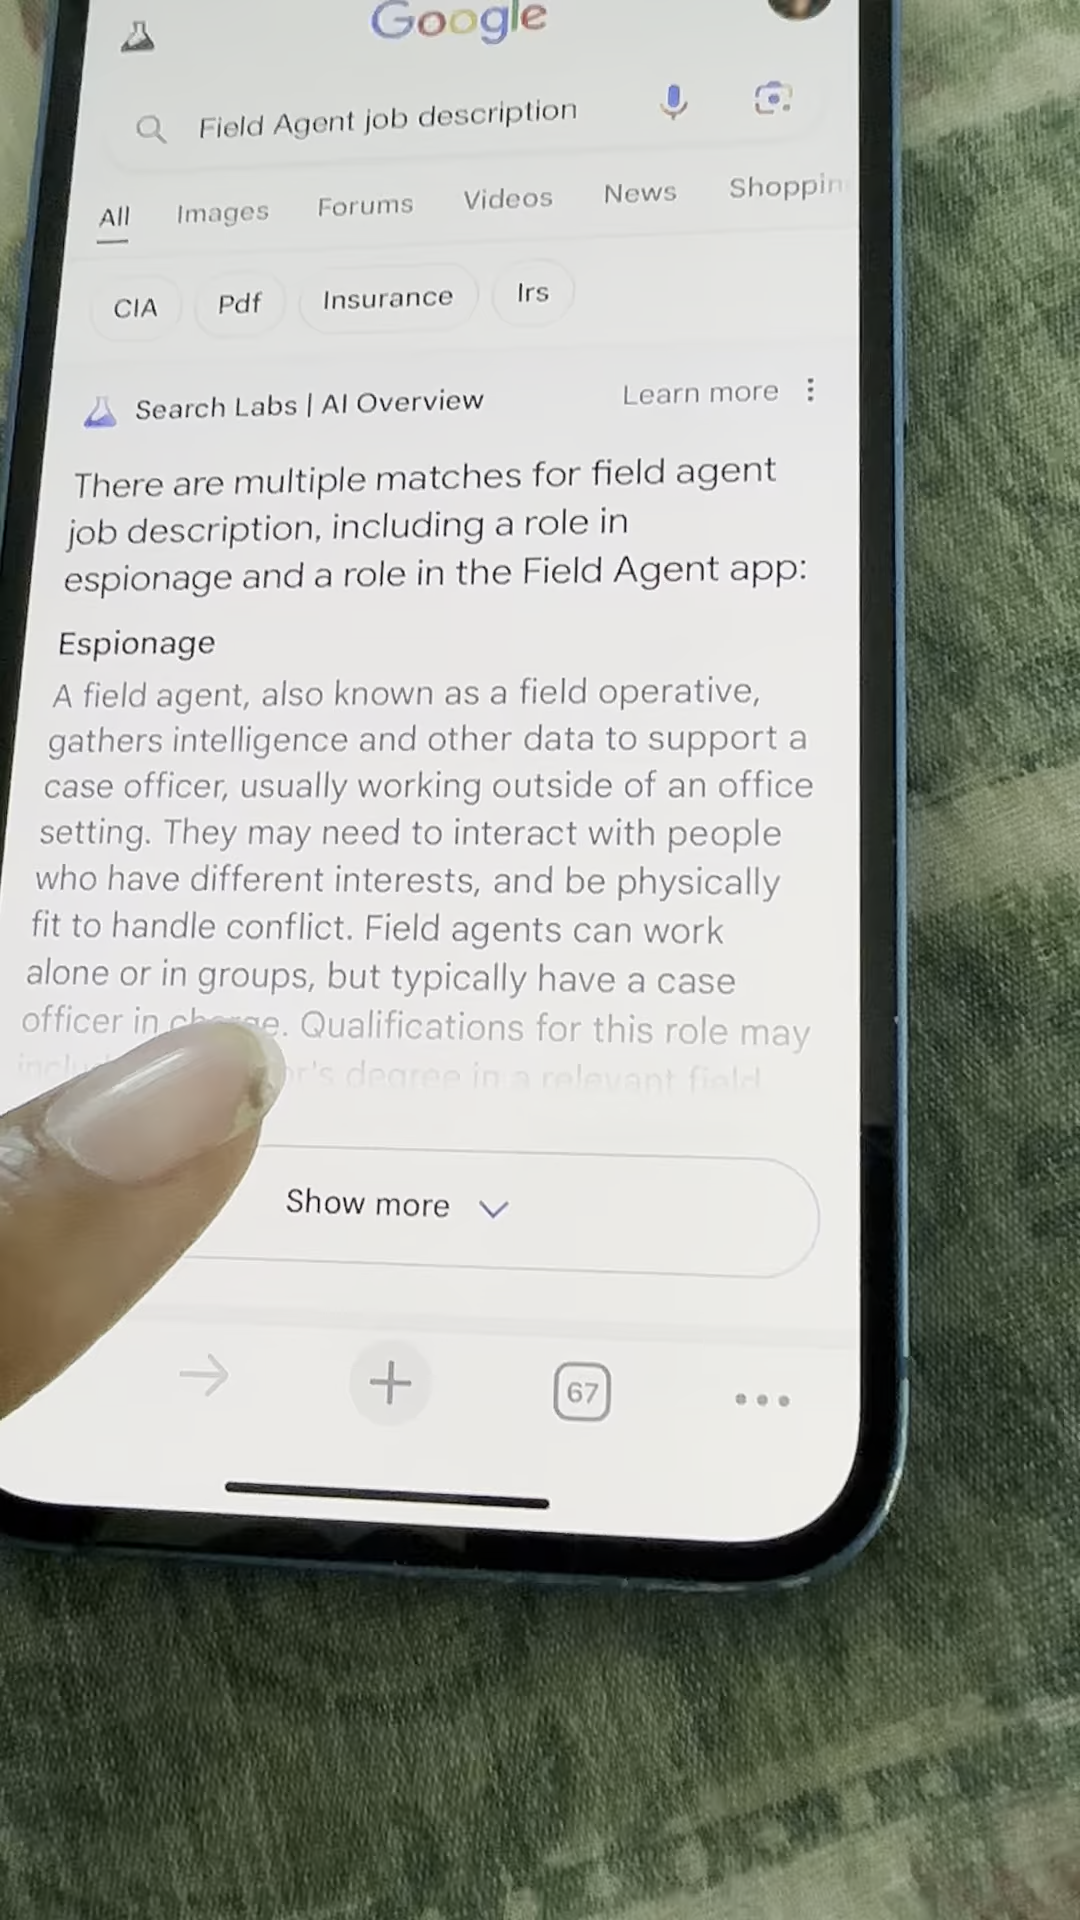 Google
Field Agent job description
All Images Forums Videos News Shoppin
CIA Pdf Insurance Irs
Search Labs | AI Overview Learn more
There are multiple matches for field agent
job description, including a role in
espionage and a role in the Field Agent app:
Espionage
A field agent, also known as a field operative,
gathers intelligence and other data to support a
case officer, usually working outside of an office
setting. They may need to interact with people
who have different interests, and be physically
fit to handle conflict. Field agents can work
alone or in groups, but typically have a case
officer in charge. Qualifications for this role may
degree in a relevant field
Show more
67